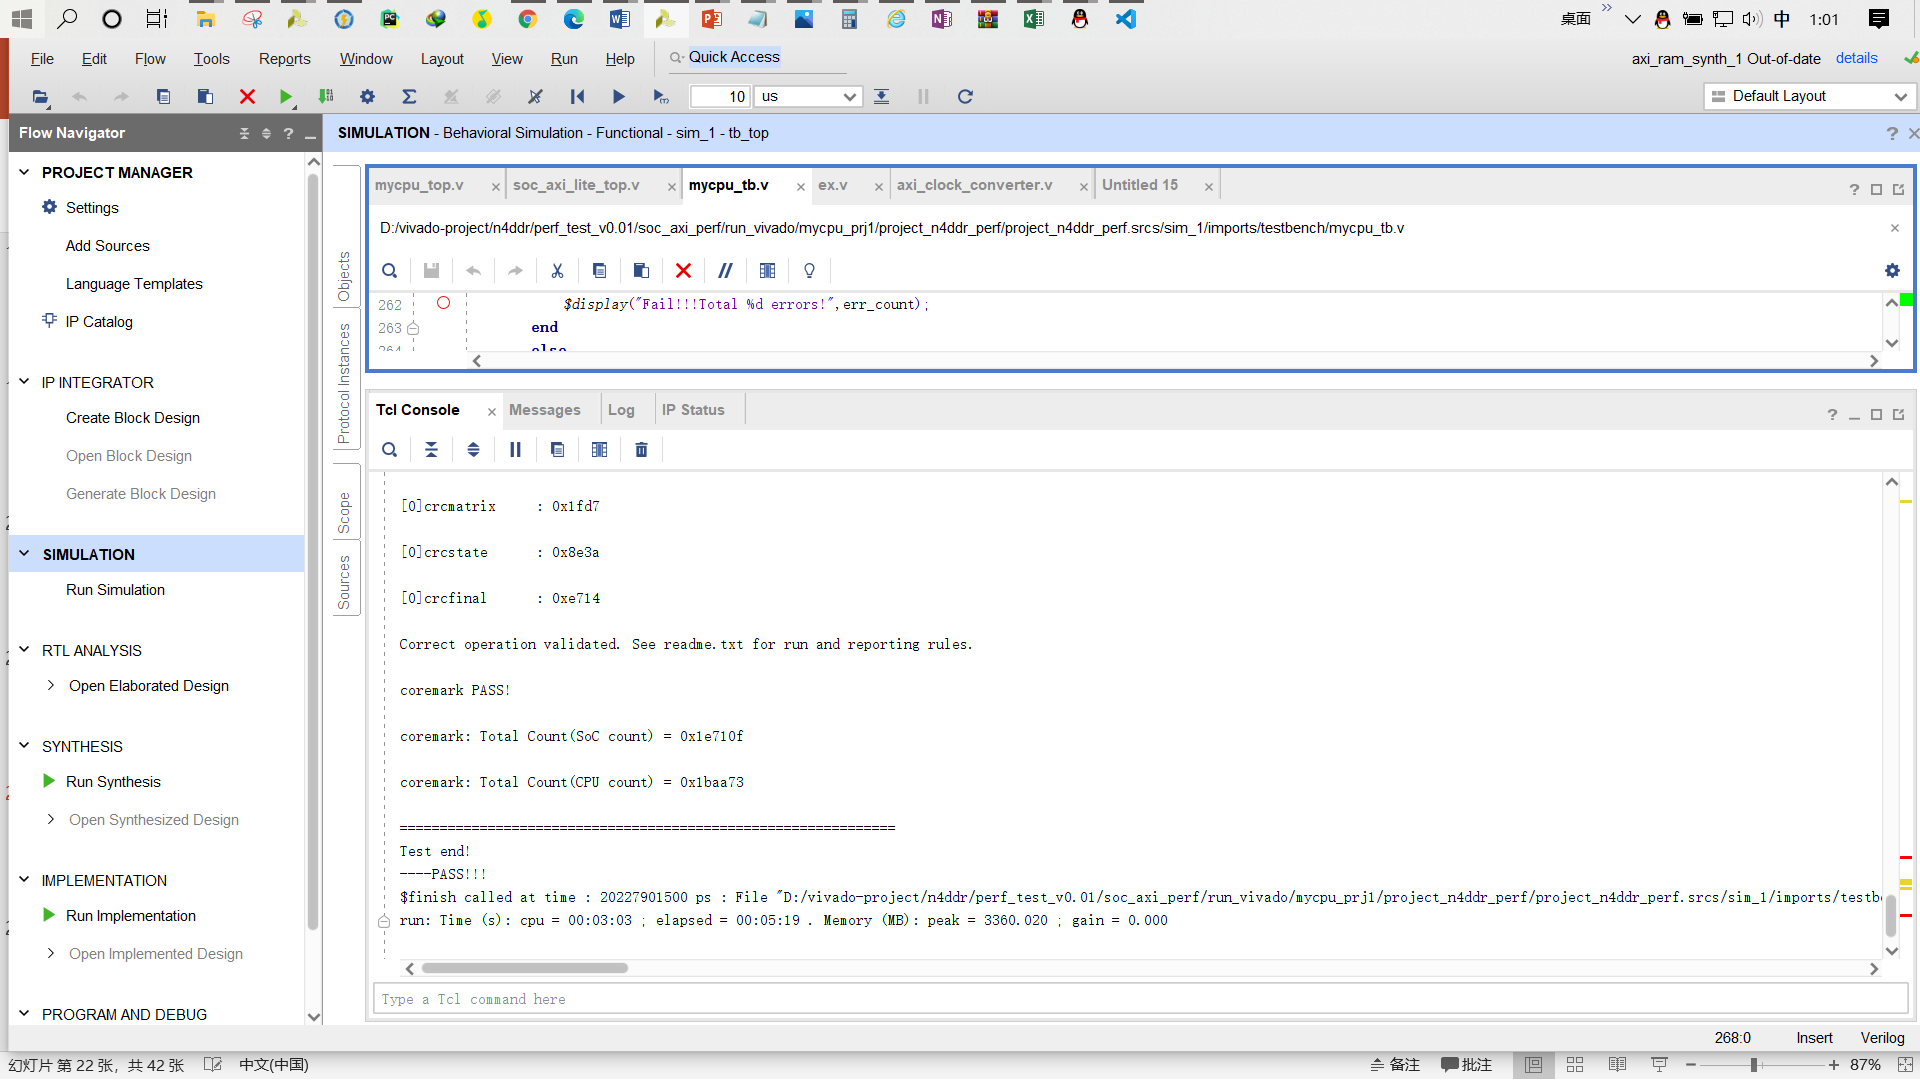 桌面
中
1:01
File Edit Flow Tools Reports Window Layout View Run Help
Quick Access
axi_ram_synth_1 Out-of-date details
10 us
Default Layout
Flow Navigator
SIMULATION - Behavioral Simulation - Functional - sim_1 - tb_top
PROJECT MANAGER
Settings
Add Sources
Language Templates
IP Catalog
IP INTEGRATOR
Create Block Design
Open Block Design
Generate Block Design
SIMULATION
Run Simulation
RTL ANALYSIS
Open Elaborated Design
SYNTHESIS
Run Synthesis
Open Synthesized Design
IMPLEMENTATION
Run Implementation
Open Implemented Design
PROGRAM AND DEBUG
Objects
Protocol Instances
Scope
Sources
mycpu_top.v soc_axi_lite_top.v mycpu_tb.v ex.v axi_clock_converter.v Untitled 15
D:/vivado-project/n4ddr/perf_test_v0.01/soc_axi_perf/run_vivado/mycpu_prj1/project_n4ddr_perf/project_n4ddr_perf.srcs/sim_1/imports/testbench/mycpu_tb.v
262 $display("Fail!!!Total %d errors!",err_count);
263 end
264 else
Tcl Console Messages Log IP Status
[0]crcmatrix : 0x1fd7
[0]crcstate : 0x8e3a
[0]crcfinal : 0xe714
Correct operation validated. See readme.txt for run and reporting rules.
coremark PASS!
coremark: Total Count(SoC count) = 0x1e710f
coremark: Total Count(CPU count) = 0x1baa73
==============================================================
Test end!
----PASS!!!
$finish called at time : 20227901500 ps : File "D:/vivado-project/n4ddr/perf_test_v0.01/soc_axi_perf/run_vivado/mycpu_prj1/project_n4ddr_perf/project_n4ddr_perf.srcs/sim_1/imports/testbe
run: Time (s): cpu = 00:03:03 ; elapsed = 00:05:19 . Memory (MB): peak = 3360.020 ; gain = 0.000
Type a Tcl command here
268:0 Insert Verilog
幻灯片 第 22 张，共 42 张 中文(中国) 备注 批注 87%